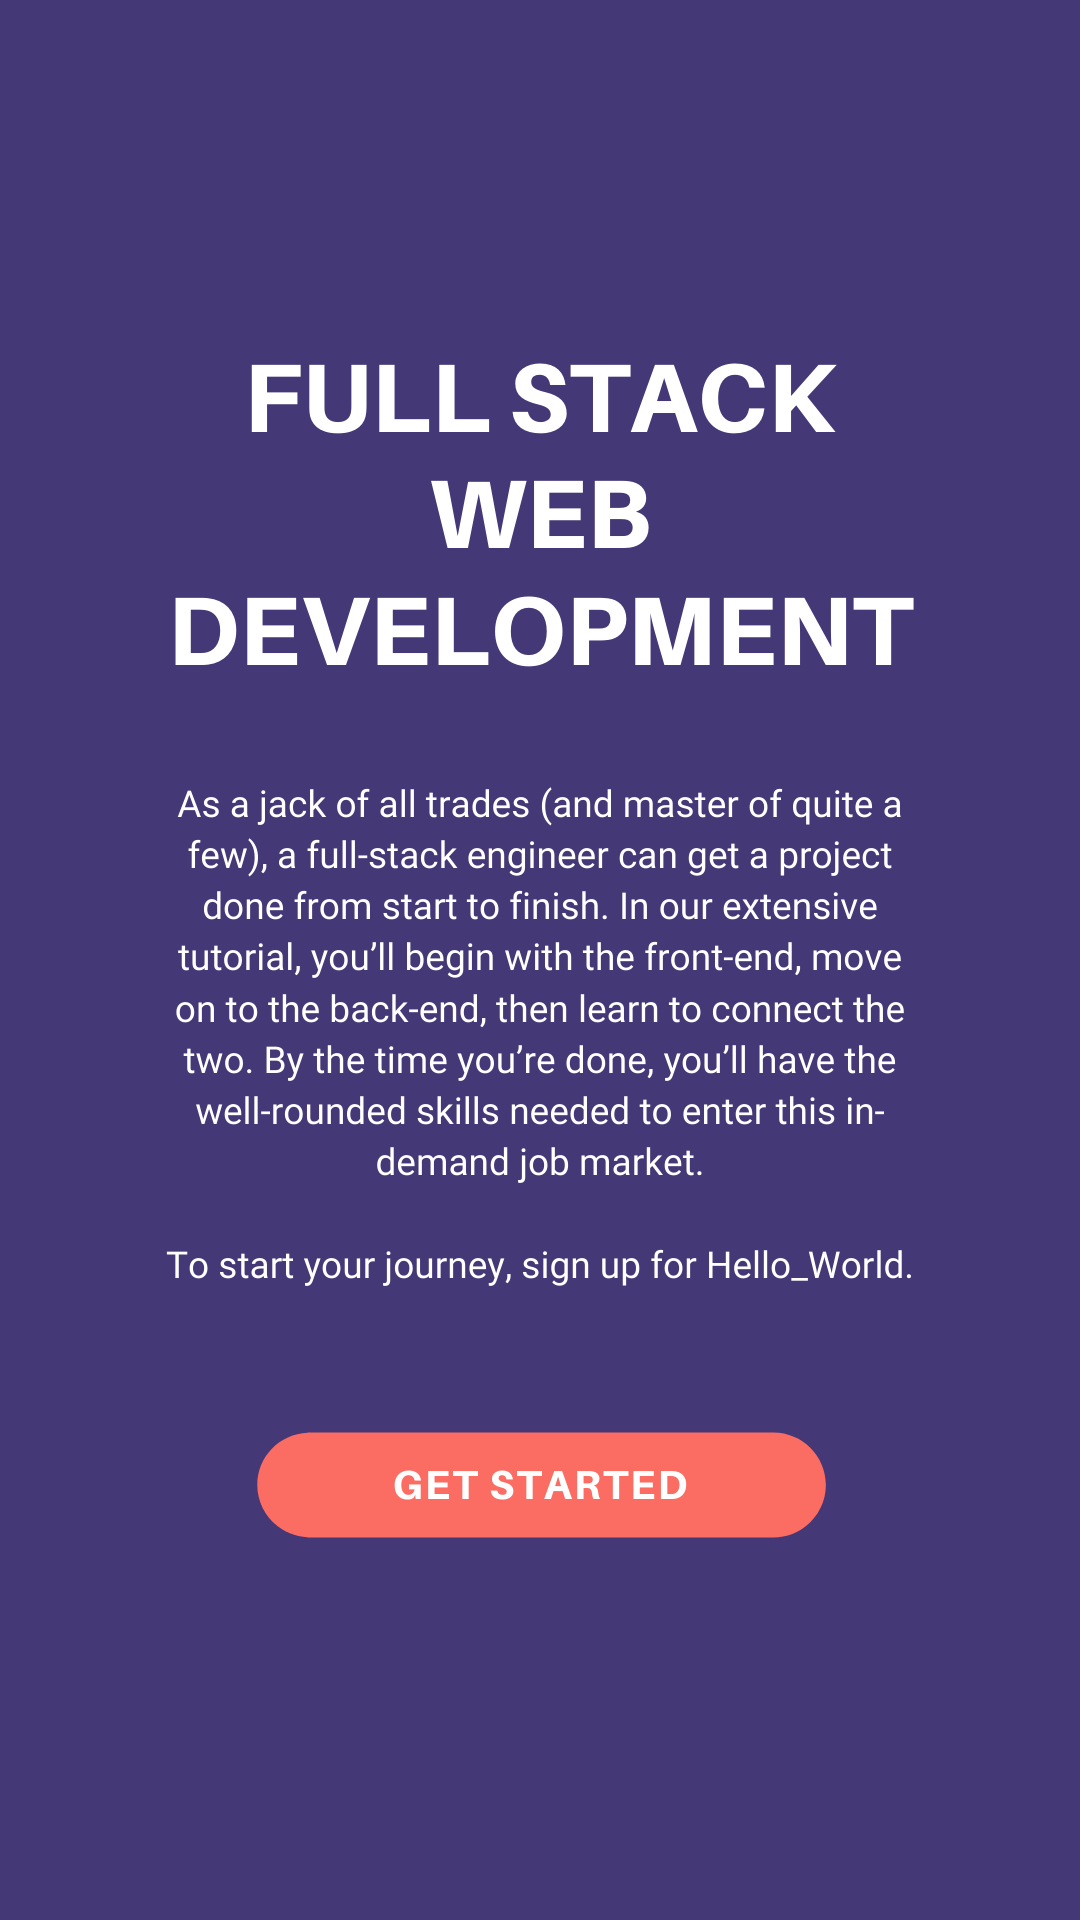 FULL STACK
WEB
DEVELOPMENT
As a jack of all trades (and master of quite a
few), a full-stack engineer can get a project
done from start to finish. In our extensive
tutorial, you’ll begin with the front-end, move
on to the back-end, then learn to connect the
two. By the time you’re done, you’ll have the
well-rounded skills needed to enter this in-
demand job market.
To start your journey, sign up for Hello_World.
GET STARTED